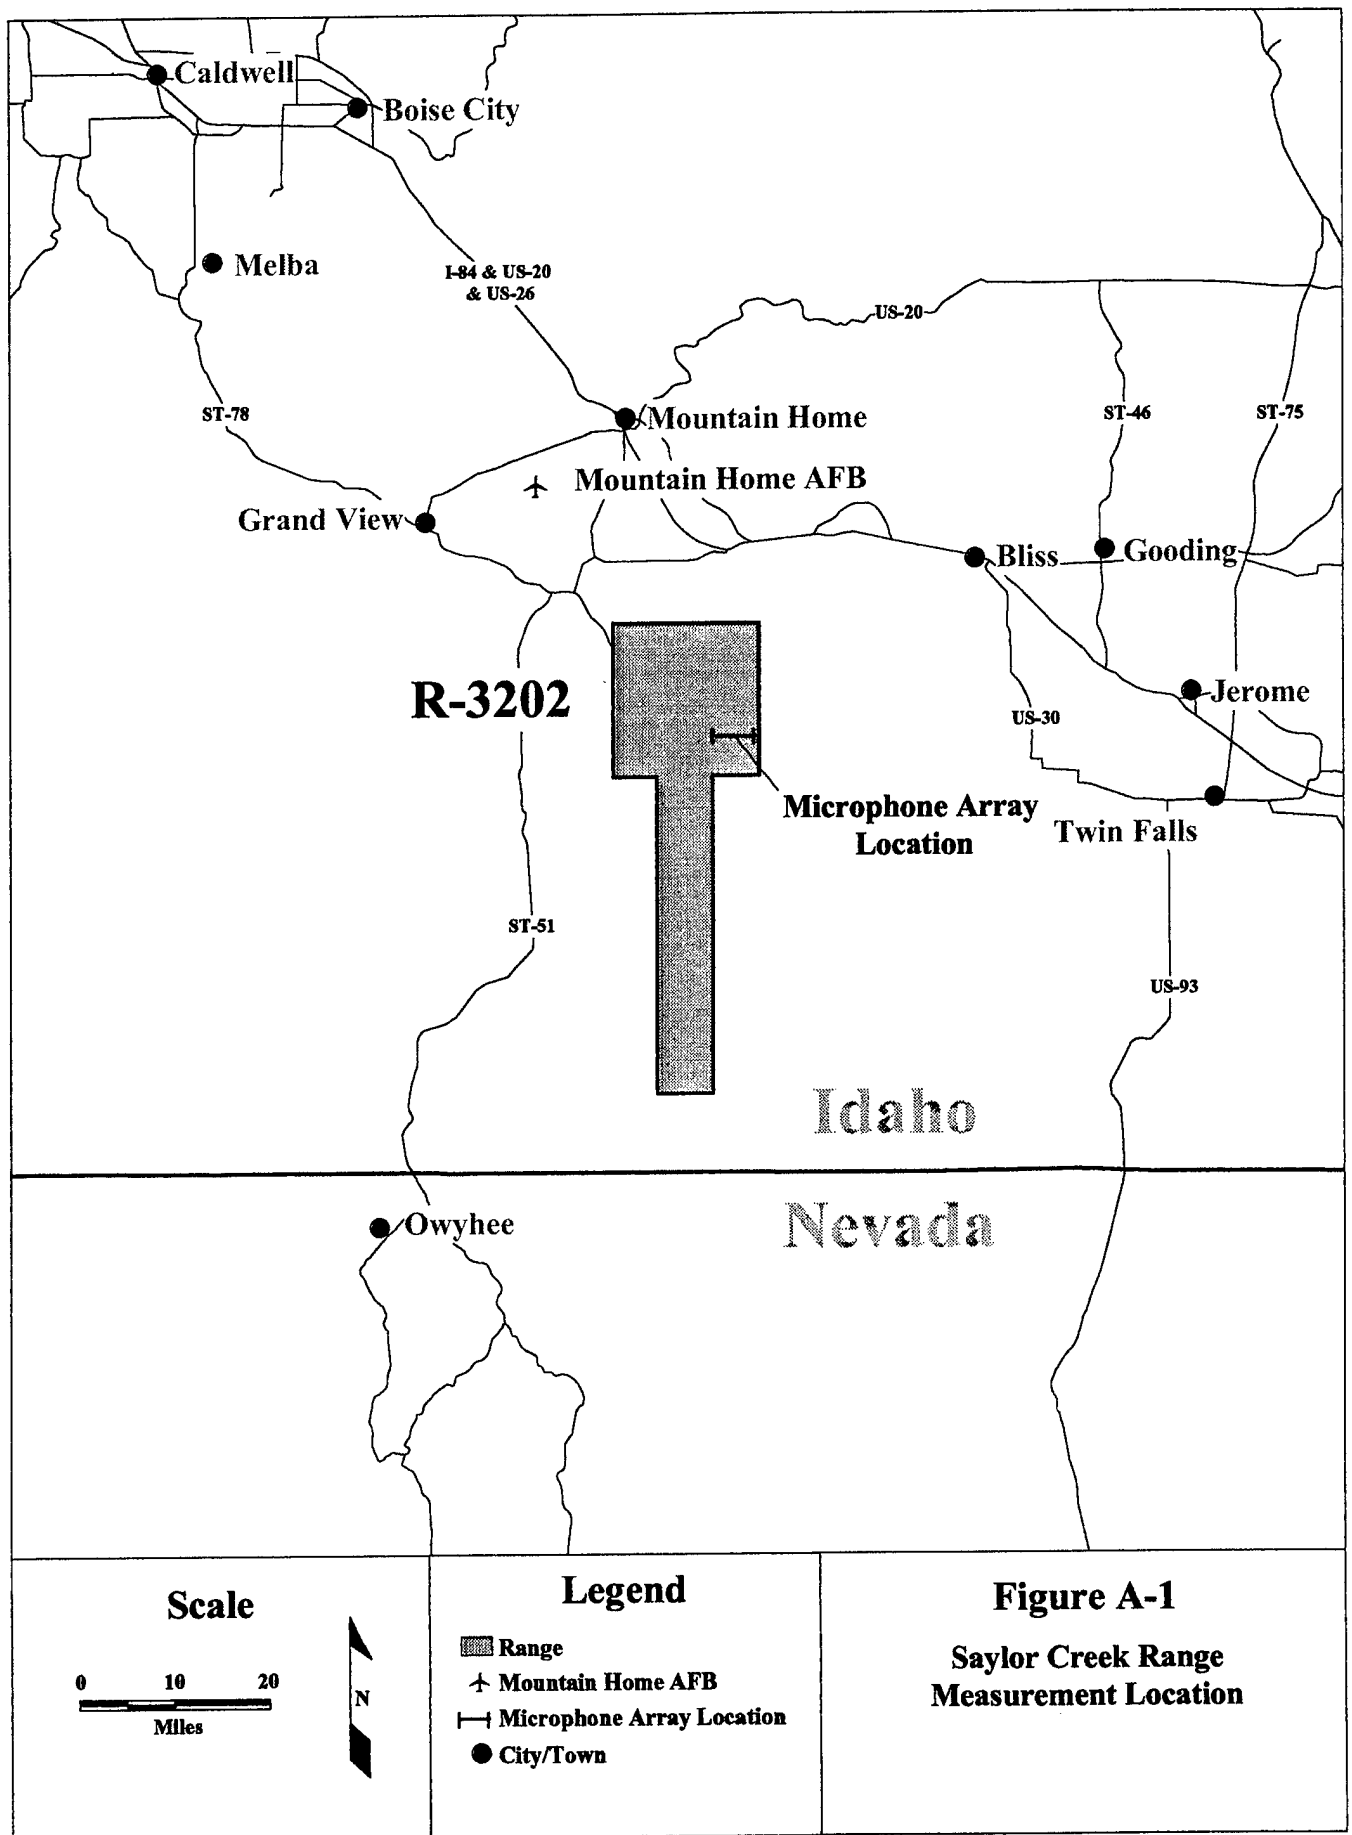 Caldwell
Boise City
Melba
I-84 & US-20
& US-26
US-20
ST-78
Mountain Home
ST-46
ST-75
Mountain Home AFB
Grand View
Bliss
Gooding
R-3202
Jerome
US-30
Microphone Array
Location
Twin Falls
ST-51
US-93
Idaho
Nevada
Owyhee
Scale
0 10 20
Miles
N
Legend
Range
Mountain Home AFB
Microphone Array Location
City/Town
Figure A-1
Saylor Creek Range
Measurement Location